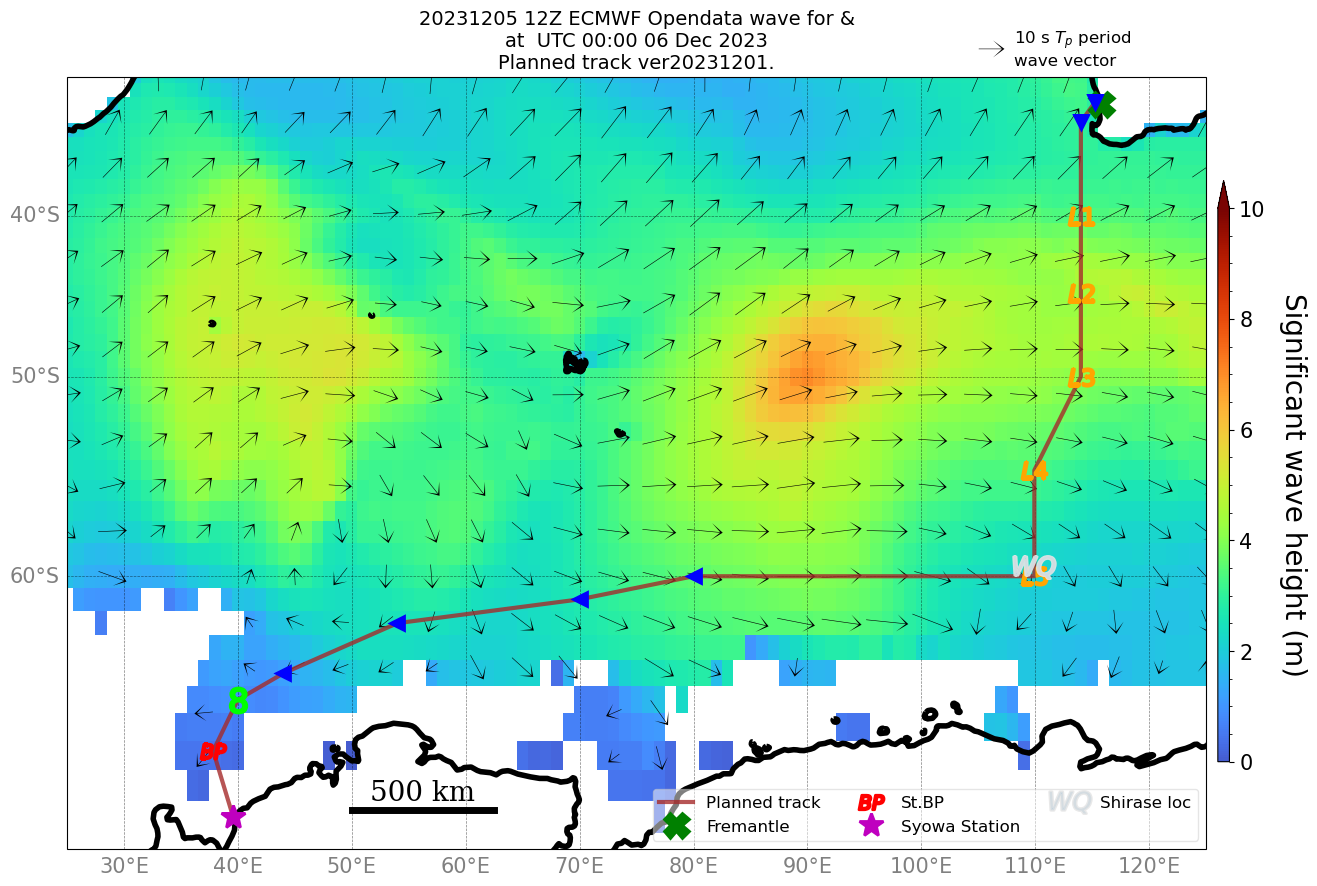 20231205 12Z ECMWF Opendata wave for &
at  UTC 00:00 06 Dec 2023
Planned track ver20231201.
10 s Tp period
wave vector
40°S
50°S
60°S
L1
L2
L3
L4
WQ
L5
8
BP
500 km
Planned track
Fremantle
BP St.BP
Syowa Station
WQ Shirase loc
30°E 40°E 50°E 60°E 70°E 80°E 90°E 100°E 110°E 120°E
10
8
6
4
2
0
Significant wave height (m)